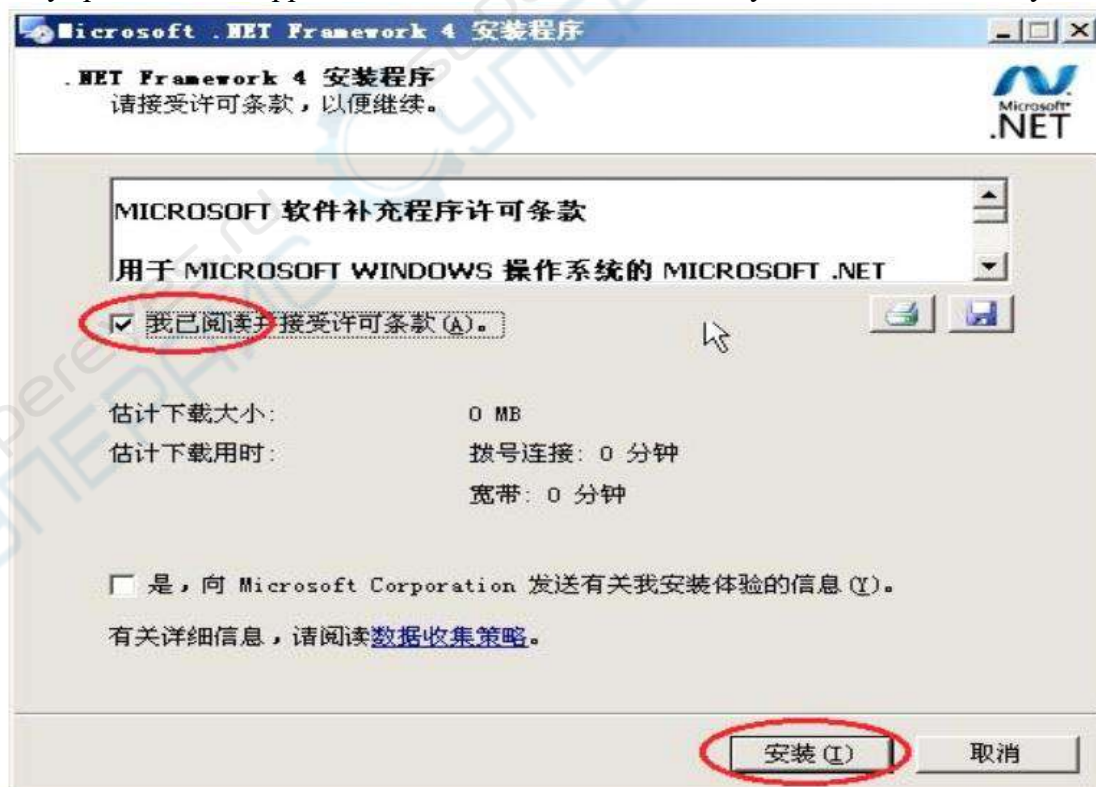 Microsoft .NET Framework 4 安装程序
.NET Framework 4 安装程序
请接受许可条款，以便继续。
Microsoft
.NET
MICROSOFT 软件补充程序许可条款
用于 MICROSOFT WINDOWS 操作系统的 MICROSOFT .NET
我已阅读并接受许可条款(A)。
估计下载大小: 0 MB
估计下载用时: 拨号连接: 0 分钟
宽带: 0 分钟
是，向 Microsoft Corporation 发送有关我安装体验的信息(Y)。
有关详细信息，请阅读数据收集策略。
安装(I) 取消